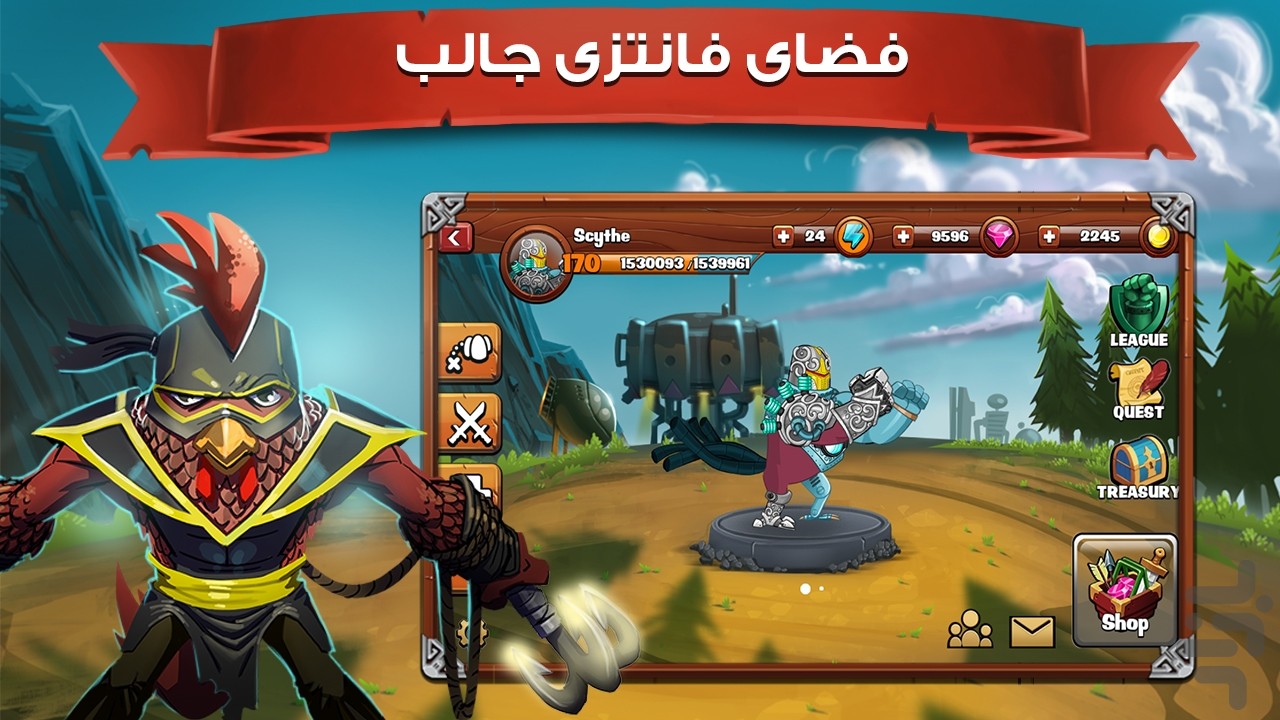 فضای فانتزی جالب
Scythe
24
9596
2245
170
1530093/1539961
LEAGUE
QUEST
TREASURY
Shop